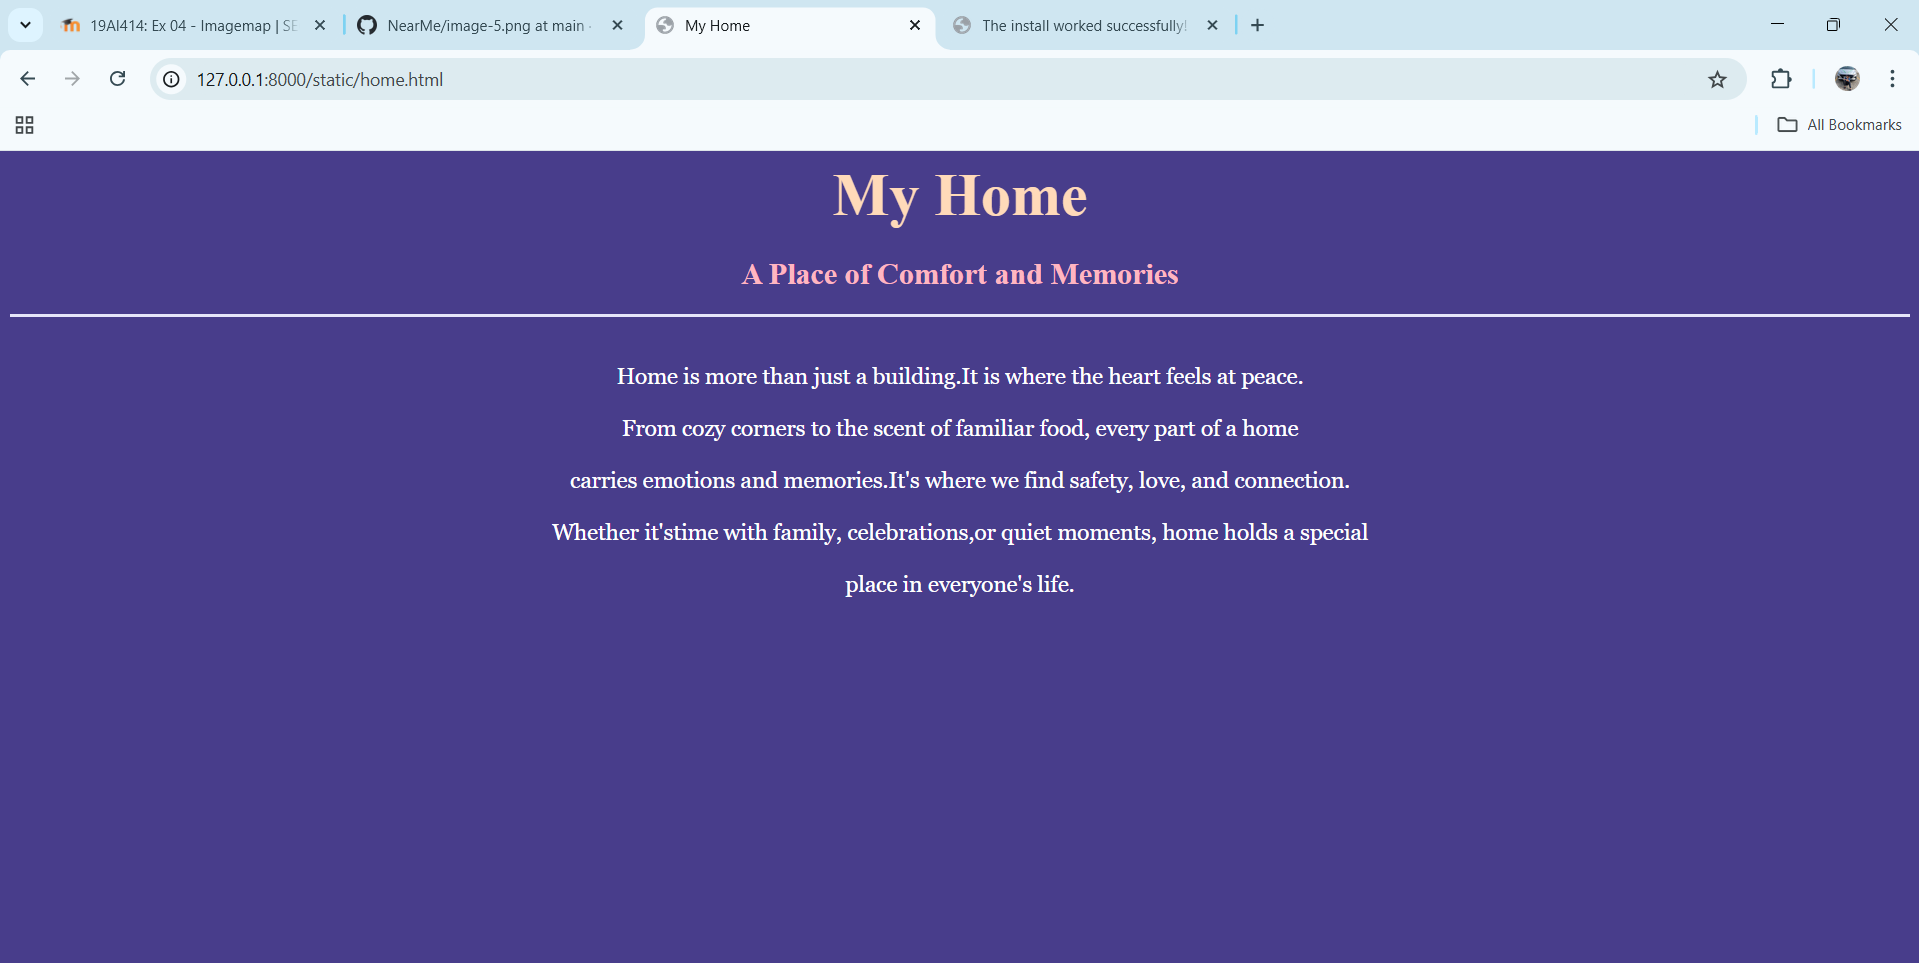 19AI414: Ex 04 - Imagemap | SE
NearMe/image-5.png at main ·
My Home
The install worked successfully!
127.0.0.1:8000/static/home.html
All Bookmarks
My Home
A Place of Comfort and Memories
Home is more than just a building.It is where the heart feels at peace.
From cozy corners to the scent of familiar food, every part of a home
carries emotions and memories.It's where we find safety, love, and connection.
Whether it'stime with family, celebrations,or quiet moments, home holds a special
place in everyone's life.